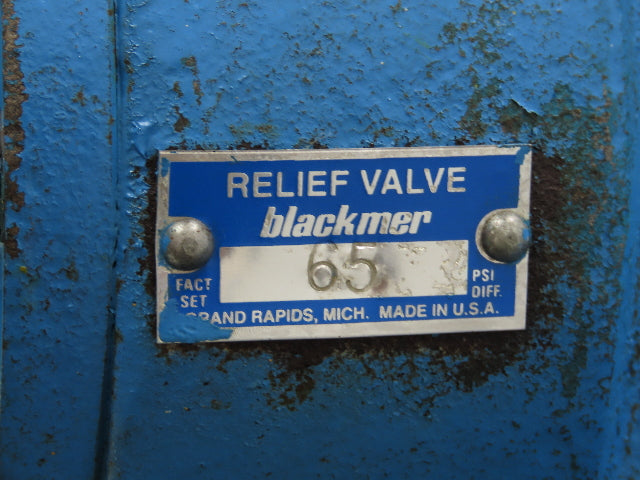 RELIEF VALVE
blackmer
65
FACT SET
PSI DIFF.
GRAND RAPIDS, MICH. MADE IN U.S.A.